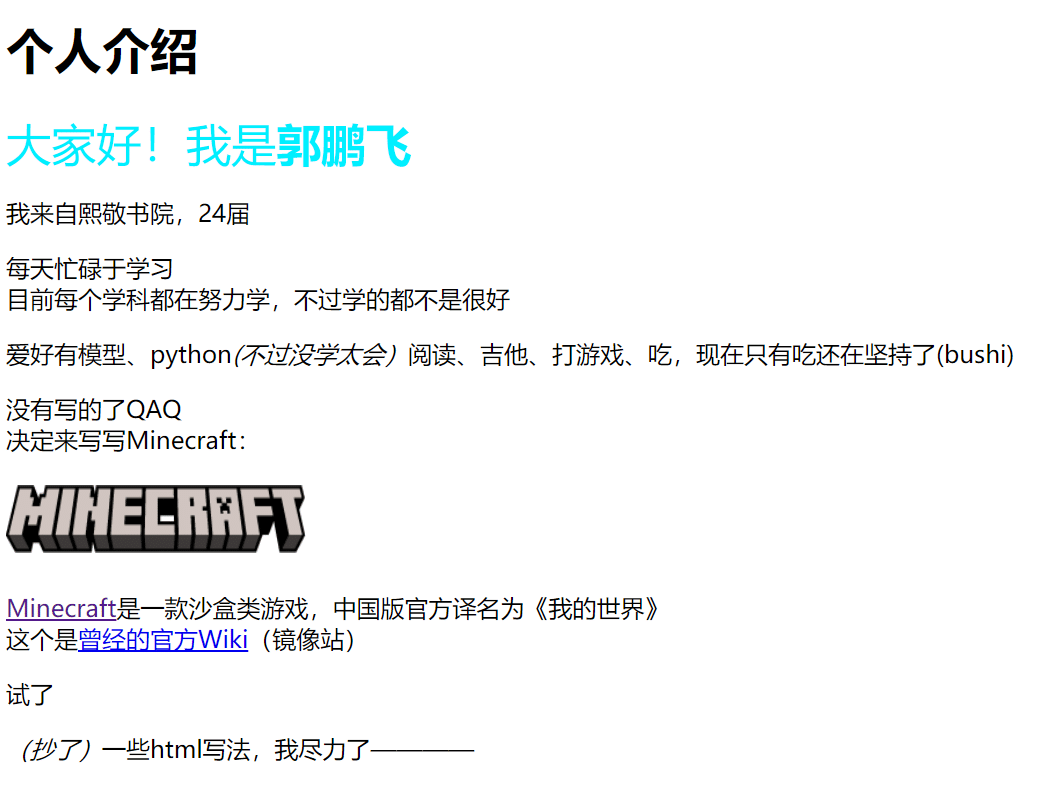 个人介绍
大家好！我是郭鹏飞
我来自熙敬书院，24届
每天忙碌于学习
目前每个学科都在努力学，不过学的都不是很好
爱好有模型、python(不过没学太会）阅读、吉他、打游戏、吃，现在只有吃还在坚持了(bushi)
没有写的了QAQ
决定来写写Minecraft：
MINECRAFT
Minecraft是一款沙盒类游戏，中国版官方译名为《我的世界》
这个是曾经的官方Wiki（镜像站）
试了
（抄了）一些html写法，我尽力了————